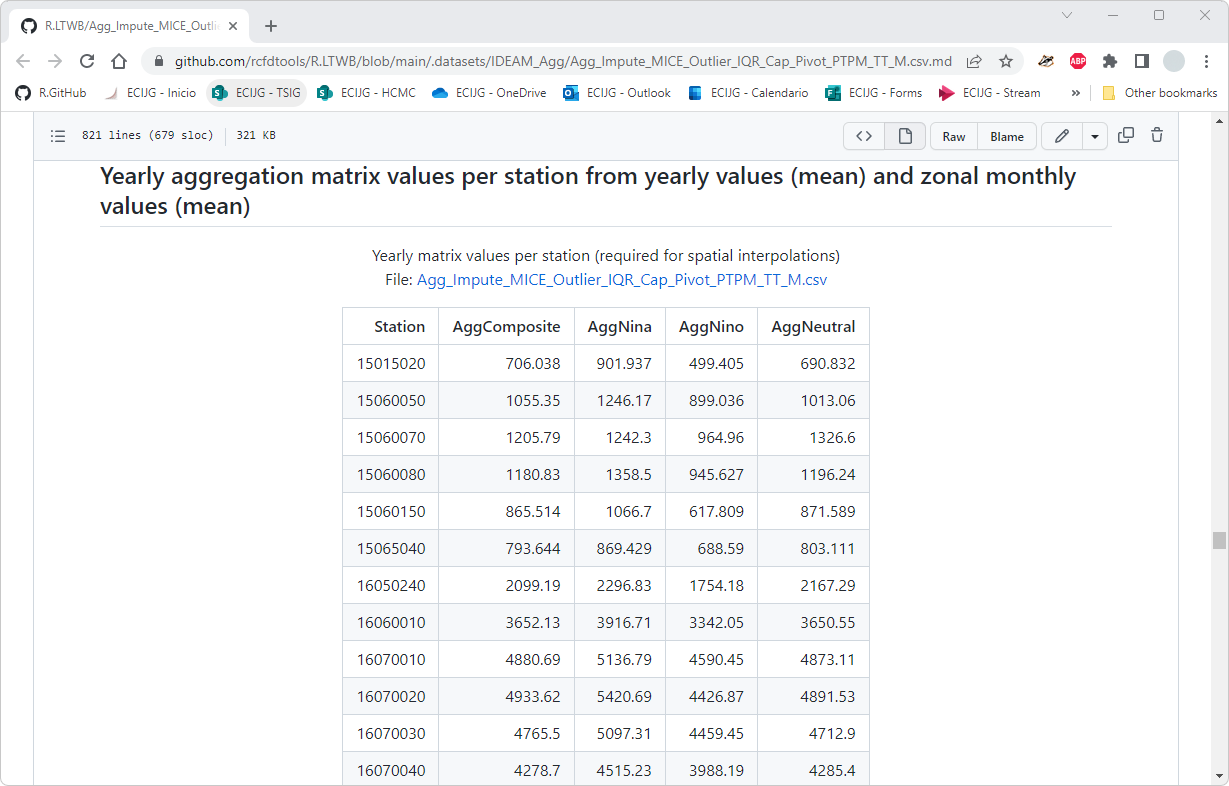 R.LTWB/Agg_Impute_MICE_Outli
github.com/rcfdtools/R.LTWB/blob/main/.datasets/IDEAM_Agg/Agg_Impute_MICE_Outlier_IQR_Cap_Pivot_PTPM_TT_M.csv.md ABP
R.GitHub ECIJG - Inicio ECIJG - TSIG ECIJG - HCMC ECIJG - OneDrive ECIJG - Outlook ECIJG - Calendario ECIJG - Forms ECIJG - Stream » Other bookmarks
821 lines (679 sloc) 321 KB <> Raw Blame
Yearly aggregation matrix values per station from yearly values (mean) and zonal monthly
values (mean)
Yearly matrix values per station (required for spatial interpolations)
File: Agg_Impute_MICE_Outlier_IQR_Cap_Pivot_PTPM_TT_M.csv
Station AggComposite AggNina AggNino AggNeutral
15015020 706.038 901.937 499.405 690.832
15060050 1055.35 1246.17 899.036 1013.06
15060070 1205.79 1242.3 964.96 1326.6
15060080 1180.83 1358.5 945.627 1196.24
15060150 865.514 1066.7 617.809 871.589
15065040 793.644 869.429 688.59 803.111
16050240 2099.19 2296.83 1754.18 2167.29
16060010 3652.13 3916.71 3342.05 3650.55
16070010 4880.69 5136.79 4590.45 4873.11
16070020 4933.62 5420.69 4426.87 4891.53
16070030 4765.5 5097.31 4459.45 4712.9
16070040 4278.7 4515.23 3988.19 4285.4